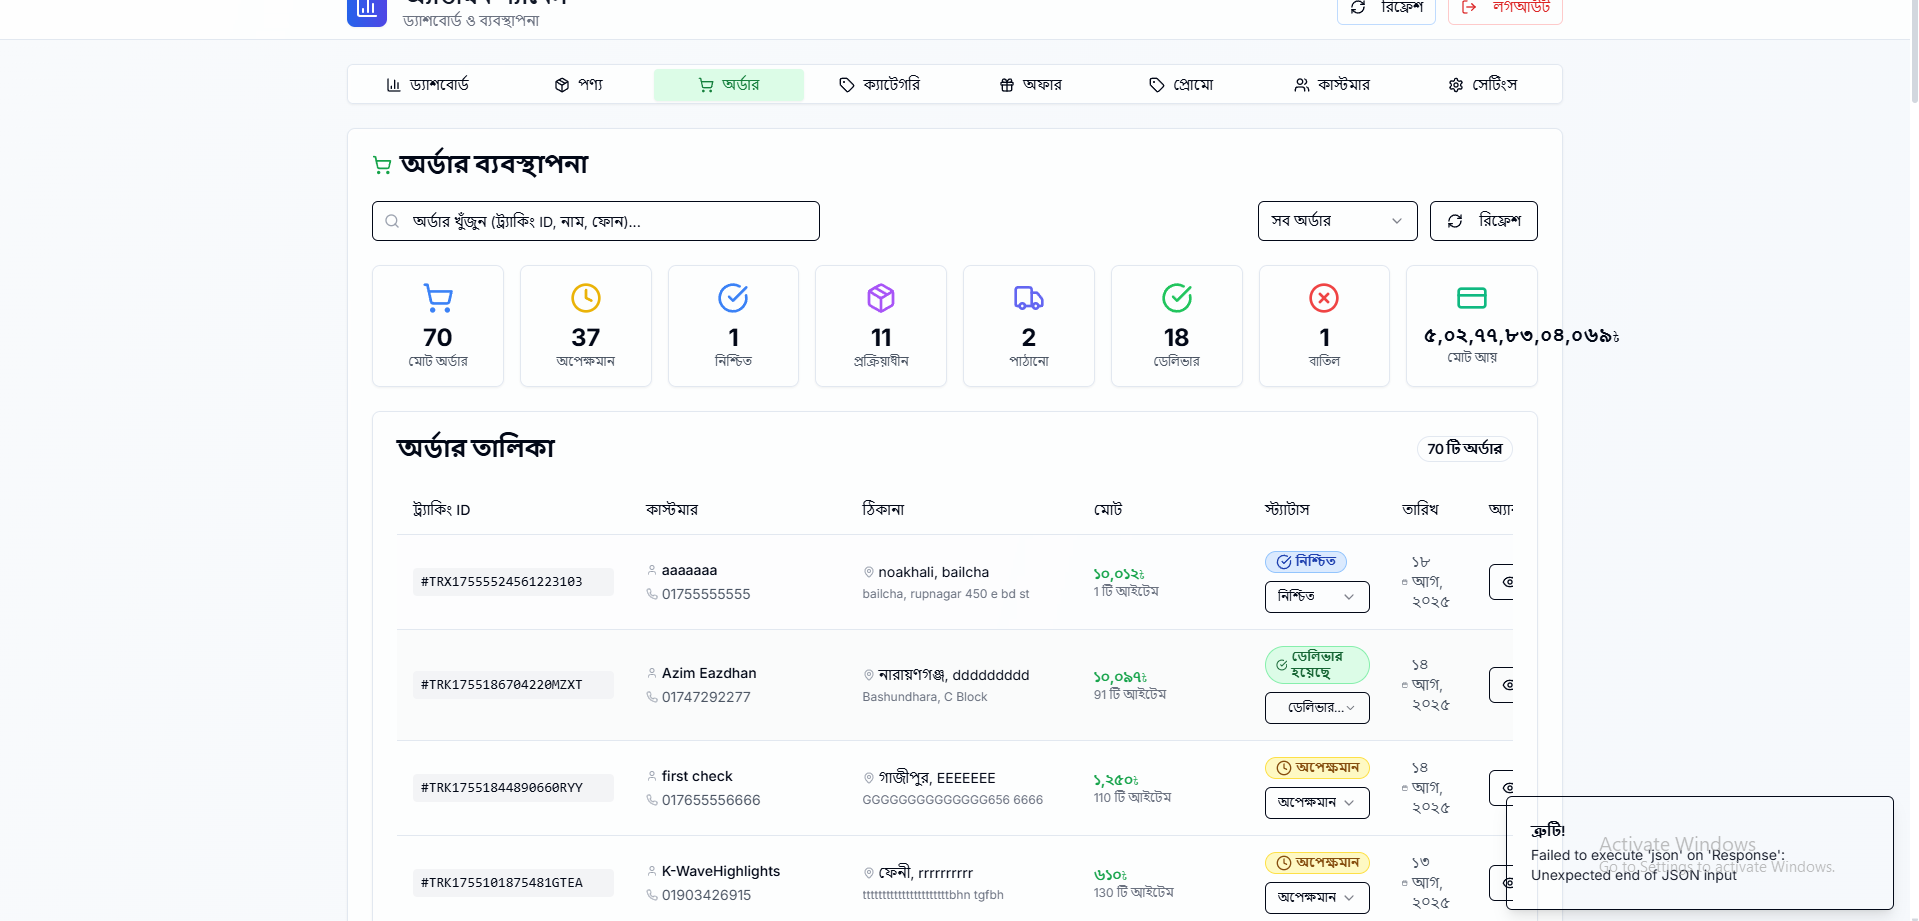 ড্যাশবোর্ড ও ব্যবস্থাপনা
রিফ্রেশ
লগআউট
ড্যাশবোর্ড
পণ্য
অর্ডার
ক্যাটেগরি
অফার
প্রোমো
কাস্টমার
সেটিংস
অর্ডার ব্যবস্থাপনা
অর্ডার খুঁজুন (ট্র্যাকিং ID, নাম, ফোন)...
সব অর্ডার
রিফ্রেশ
70
মোট অর্ডার
37
অপেক্ষমান
1
নিশ্চিত
11
প্রক্রিয়াধীন
2
পাঠানো
18
ডেলিভার
1
বাতিল
৫,০২,৭৭,৮৩,০৪,০৬৯৳
মোট আয়
অর্ডার তালিকা
70 টি অর্ডার
ট্র্যাকিং ID
কাস্টমার
ঠিকানা
মোট
স্ট্যাটাস
তারিখ
#TRX17555524561223103
aaaaaaa
01755555555
noakhali, bailcha
bailcha, rupnagar 450 e bd st
১০,০১২৳
1 টি আইটেম
নিশ্চিত
নিশ্চিত
১৮
আগ,
২০২৫
#TRK1755186704220MZXT
Azim Eazdhan
01747292277
নারায়ণগঞ্জ, ddddddddd
Bashundhara, C Block
১০,০৯৭৳
91 টি আইটেম
ডেলিভার
হয়েছে
ডেলিভার...
১৪
আগ,
২০২৫
#TRK17551844890660RYY
first check
017655556666
গাজীপুর, EEEEEEE
GGGGGGGGGGGGGG656 6666
১,২৫০৳
110 টি আইটেম
অপেক্ষমান
অপেক্ষমান
১৪
আগ,
২০২৫
#TRK1755101875481GTEA
K-WaveHighlights
01903426915
ফেনী, rrrrrrrrrr
১৩
আগ,
২০২৫
৬১০৳
130 টি আইটেম
অপেক্ষমান
অপেক্ষমান
ত্রুটি!
Failed to execute 'json' on 'Response':
Unexpected end of JSON input
Activate Windows
Go to Settings to activate Windows.